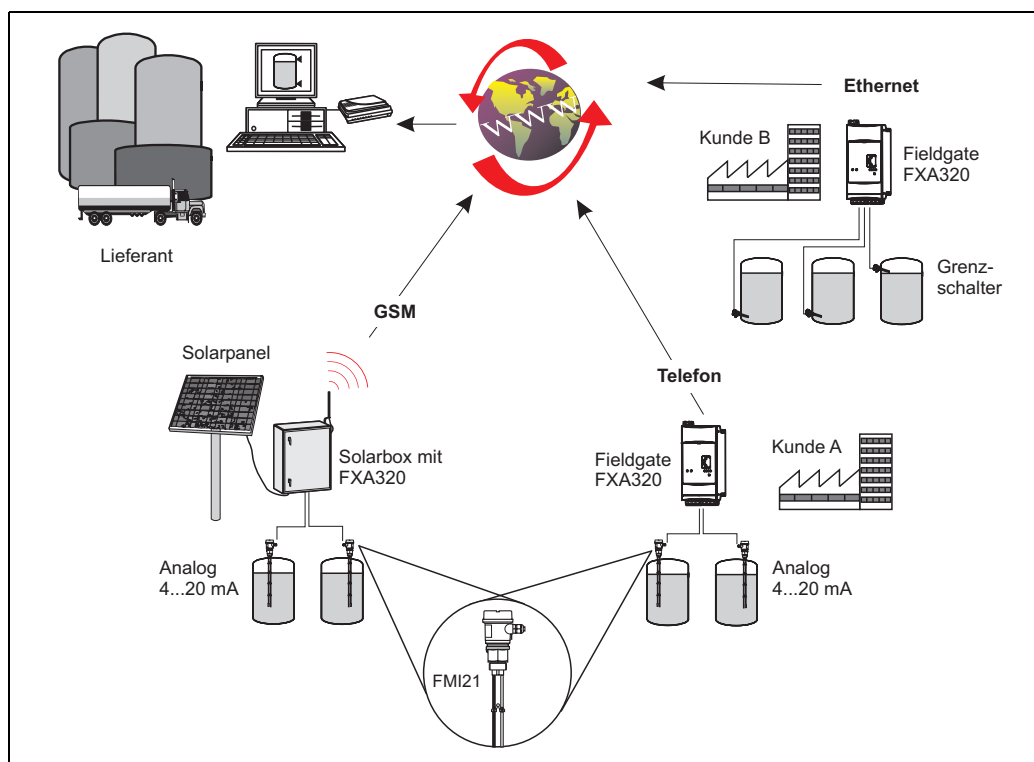 Ethernet
Kunde B
Fieldgate
FXA320
WWW
Lieferant
Grenz-
schalter
GSM
Solarpanel
Telefon
Solarbox mit
FXA320
Fieldgate
FXA320
Kunde A
Analog
4...20 mA
Analog
4...20 mA
FMI21